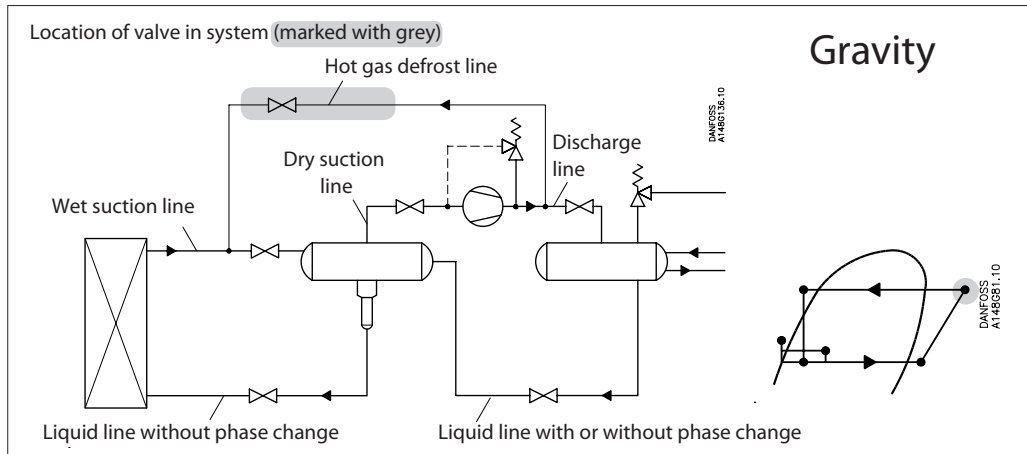 Location of valve in system (marked with grey)
Gravity
Hot gas defrost line
DANFOSS
A148G136.10
Dry suction
line
Discharge
line
Wet suction line
DANFOSS
A148G81.10
Liquid line without phase change
Liquid line with or without phase change